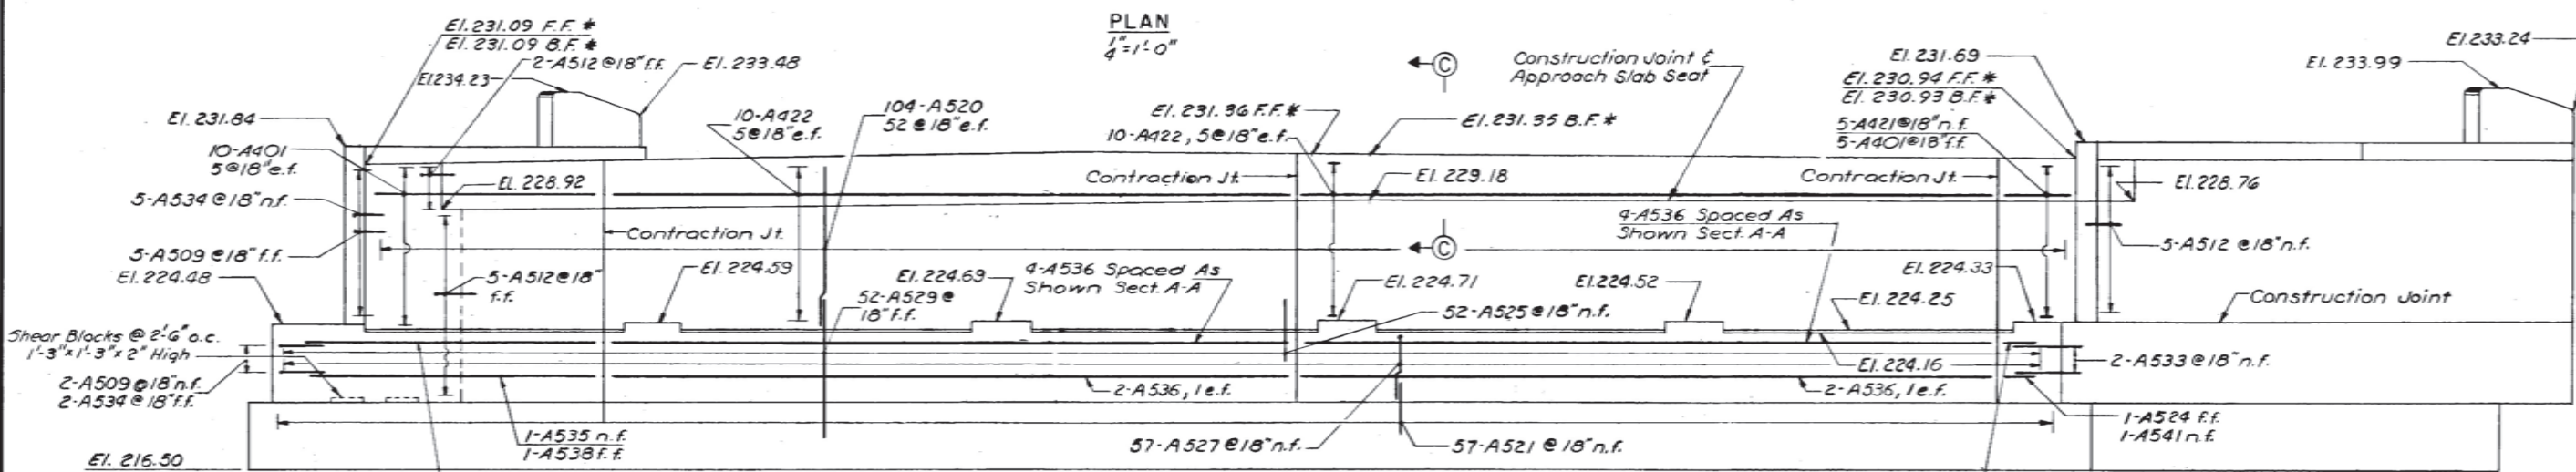 PLAN
1/4"=1'-0"
El. 231.09 F.F. *
El. 231.09 B.F. *
2-A512 @ 18" f.f.
El. 233.48
El 234.23
El. 231.84
10-A401
5 @ 18" e.f.
5-A534 @ 18" n.f.
5-A509 @ 18" f.f.
El. 224.48
Shear Blocks @ 2'-6" o.c.
1'-3" x 1'-3" x 2" High
2-A509 @ 18" n.f.
2-A534 @ 18" f.f.
El. 216.50
El. 228.92
Contraction Jt.
5-A512 @ 18"
f.f.
1-A535 n.f.
1-A538 f.f.
El. 224.59
10-A422
5 @ 18" e.f.
104-A520
52 @ 18" e.f.
52-A529 @
18" f.f.
El. 224.69
4-A536 Spaced As
Shown Sect. A-A
2-A536, 1 e.f.
El. 231.36 F.F. *
10-A422, 5 @ 18" e.f.
Contraction Jt.
C
C
El. 231.35 B.F. *
El. 229.18
Construction Joint &
Approach Slab Seat
El. 224.71
52-A525 @ 18" n.f.
57-A527 @ 18" n.f.
57-A521 @ 18" n.f.
El. 224.52
4-A536 Spaced As
Shown Sect. A-A
El. 224.33
El. 224.25
El. 224.16
2-A536, 1 e.f.
Contraction Jt.
El. 231.69
El. 230.94 F.F. *
El. 230.93 B.F. *
5-A421 @ 18" n.f.
5-A401 @ 18" f.f.
El. 233.24
El. 233.99
El. 228.76
5-A512 @ 18" n.f.
Construction Joint
2-A533 @ 18" n.f.
1-A524 f.f.
1-A541 n.f.